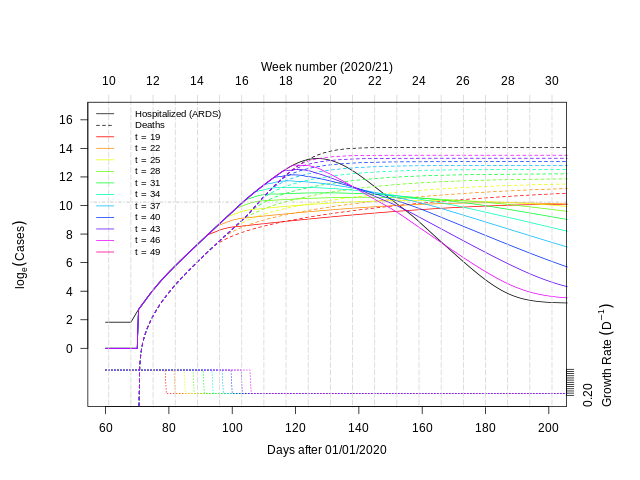 Week number (2020/21)
10 12 14 16 18 20 22 24 26 28 30
Hospitalized (ARDS)
Deaths
t = 19
t = 22
t = 25
t = 28
t = 31
t = 34
t = 37
t = 40
t = 43
t = 46
t = 49
16
14
12
10
8
6
4
2
0
logₑ(Cases)
0.20
Growth Rate (D⁻¹)
60 80 100 120 140 160 180 200
Days after 01/01/2020